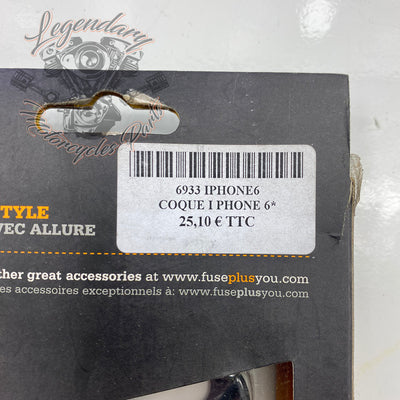 Legendary
Motorcycles Parts
6933 IPHONE6
COQUE I PHONE 6*
25,10 € TTC
STYLE
VEC ALLURE
ther great accessories at www.fuseplusyou.com
es accessoires exceptionnels à: www.fuseplusyou.com.